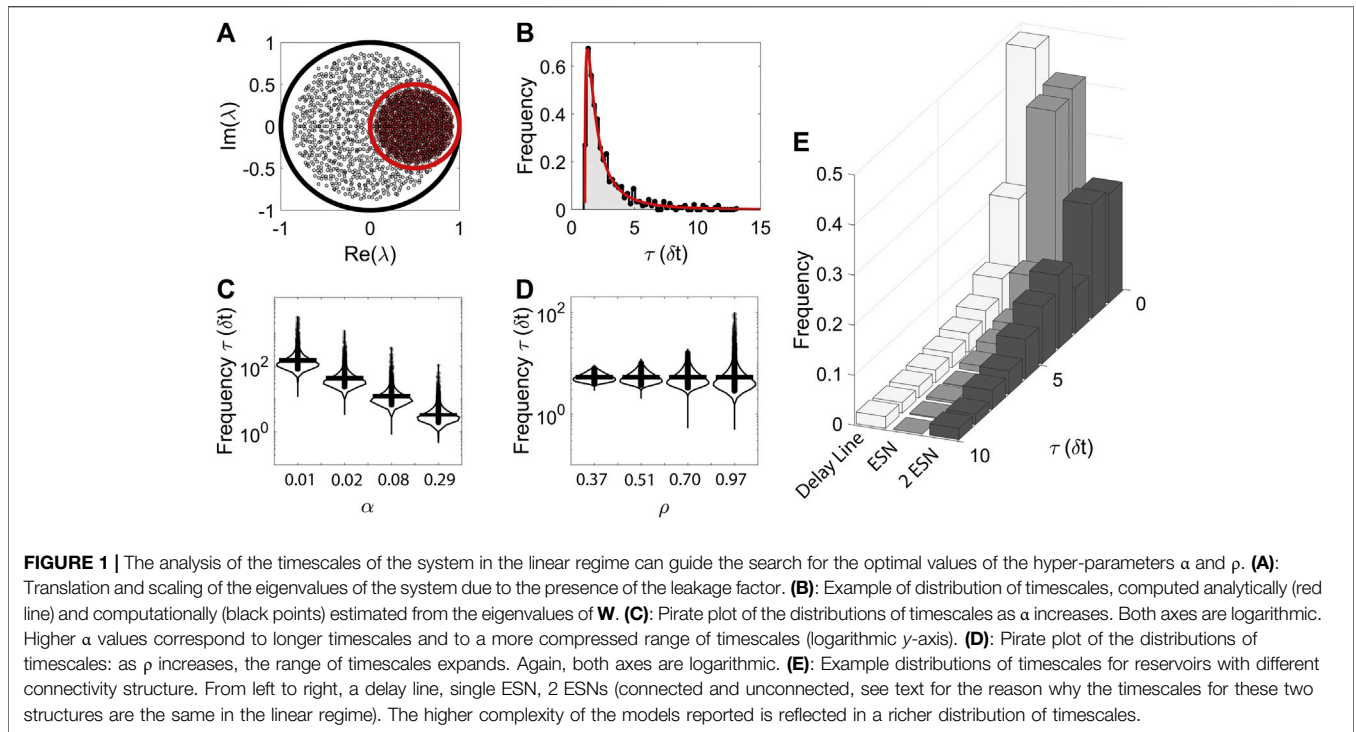 A
1
0.5
0
-0.5
-1
Im(λ)
-1
0
1
Re(λ)
B
0.6
0.4
0.2
0
Frequency
0
5
10
15
τ (δt)
C
Frequency τ (δt)
10²
10⁰
0.01
0.02
0.08
0.29
α
D
Frequency τ (δt)
10²
10⁰
0.37
0.51
0.70
0.97
ρ
E
0.5
0.4
0.3
0.2
0.1
0
Frequency
Delay Line
ESN
2 ESN
10
5
0
τ (δt)
FIGURE 1 | The analysis of the timescales of the system in the linear regime can guide the search for the optimal values of the hyper-parameters α and ρ. (A):
Translation and scaling of the eigenvalues of the system due to the presence of the leakage factor. (B): Example of distribution of timescales, computed analytically (red
line) and computationally (black points) estimated from the eigenvalues of W. (C): Pirate plot of the distributions of timescales as α increases. Both axes are logarithmic.
Higher α values correspond to longer timescales and to a more compressed range of timescales (logarithmic y-axis). (D): Pirate plot of the distributions of
timescales: as ρ increases, the range of timescales expands. Again, both axes are logarithmic. (E): Example distributions of timescales for reservoirs with different
connectivity structure. From left to right, a delay line, single ESN, 2 ESNs (connected and unconnected, see text for the reason why the timescales for these two
structures are the same in the linear regime). The higher complexity of the models reported is reflected in a richer distribution of timescales.